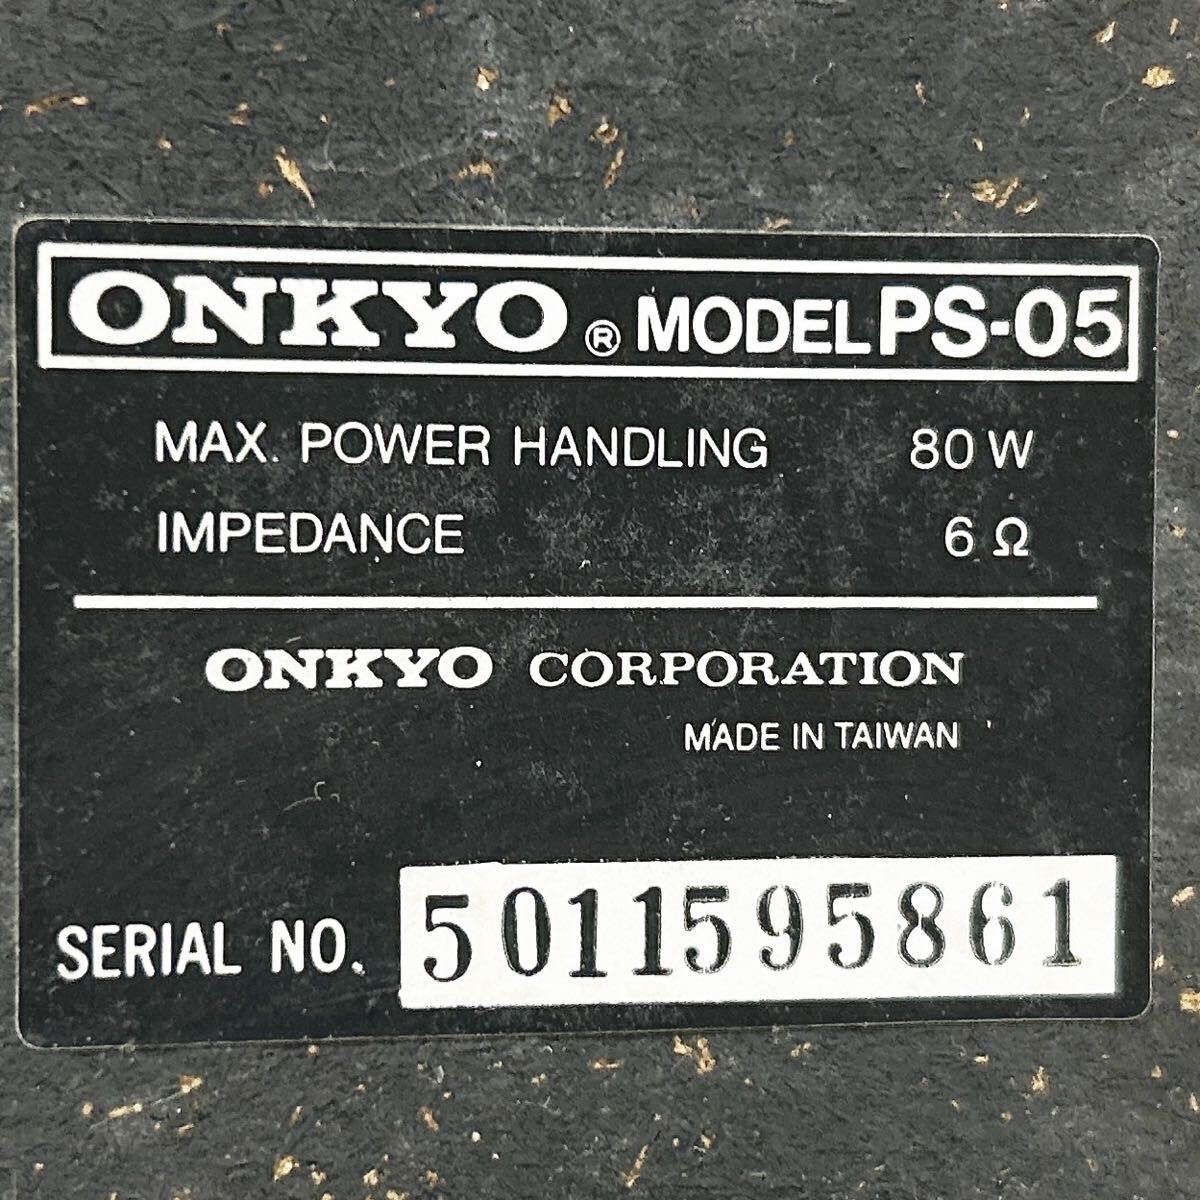 ONKYO ® MODEL PS-05
MAX. POWER HANDLING 80 W
IMPEDANCE 6 Ω
ONKYO CORPORATION
MADE IN TAIWAN
SERIAL NO. 5011595861